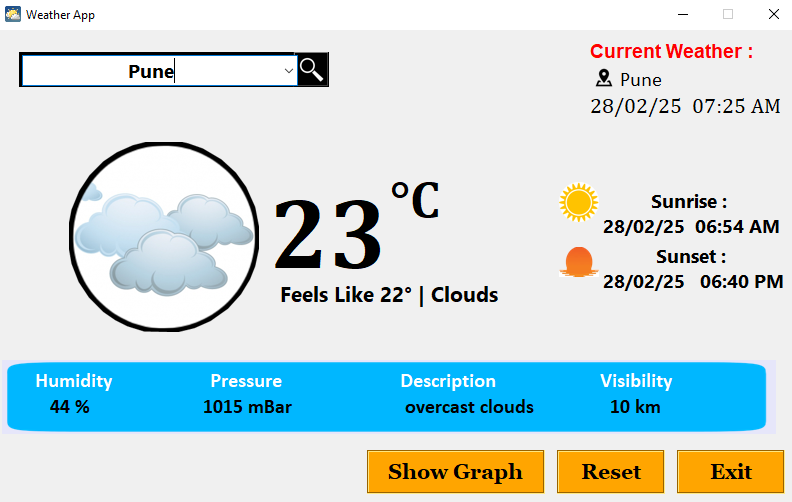 Weather App
Pune
Current Weather :
Pune
28/02/25 07:25 AM
23 °C
Feels Like 22° | Clouds
Sunrise :
28/02/25 06:54 AM
Sunset :
28/02/25 06:40 PM
Humidity Pressure Description Visibility
44 % 1015 mBar overcast clouds 10 km
Show Graph Reset Exit